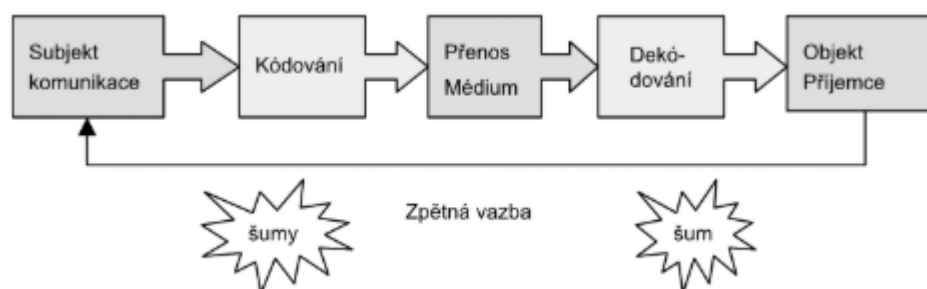 Subjekt
komunikace
Kódování
Přenos
Médium
Dekó-
dování
Objekt
Příjemce
Zpětná vazba
šumy
šum